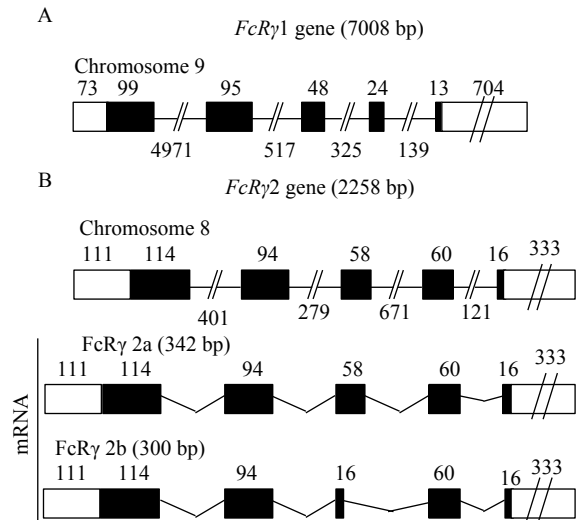 A
FcRγ1 gene (7008 bp)
Chromosome 9
73 99 95 48 24 13 704
4971 517 325 139
B
FcRγ2 gene (2258 bp)
Chromosome 8
111 114 94 58 60 16 333
401 279 671 121
mRNA
FcRγ 2a (342 bp)
111 114 94 58 60 16 333
FcRγ 2b (300 bp)
111 114 94 16 60 16 333